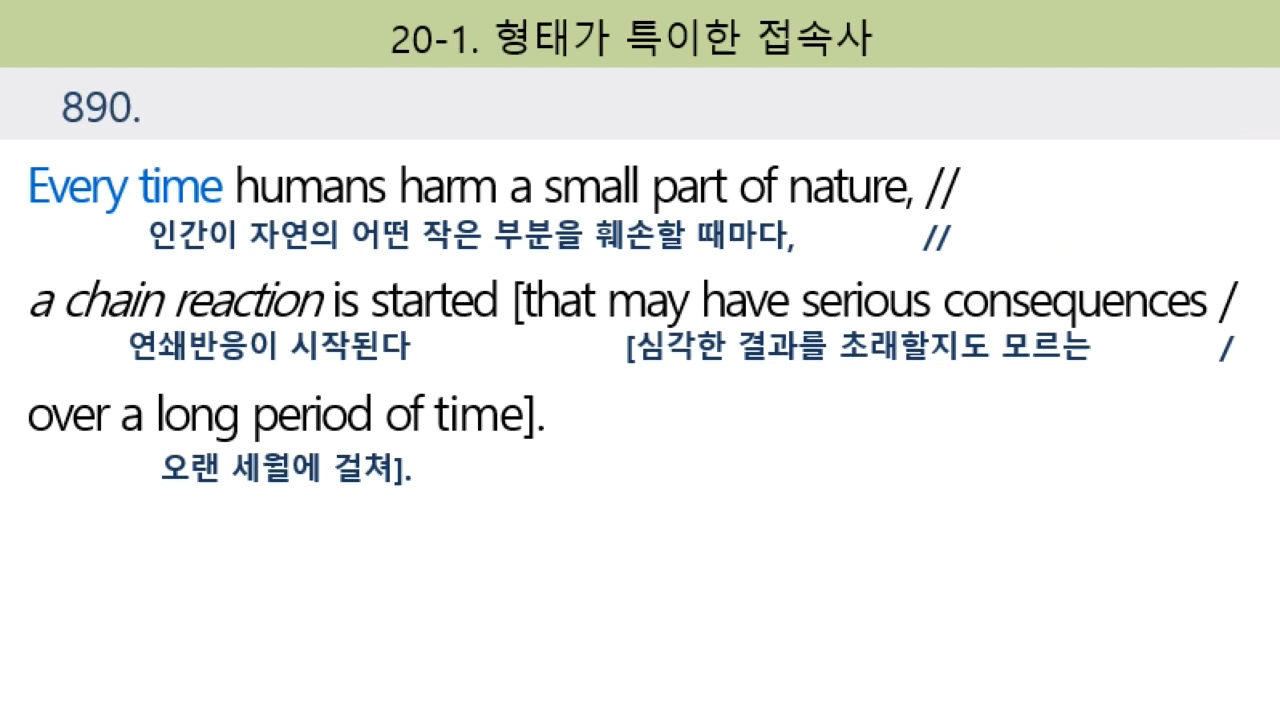 20-1. 형태가 특이한 접속사
890.
Every time humans harm a small part of nature, //
인간이 자연의 어떤 작은 부분을 훼손할 때마다, //
a chain reaction is started [that may have serious consequences /
연쇄반응이 시작된다 [심각한 결과를 초래할지도 모르는 /
over a long period of time].
오랜 세월에 걸쳐].